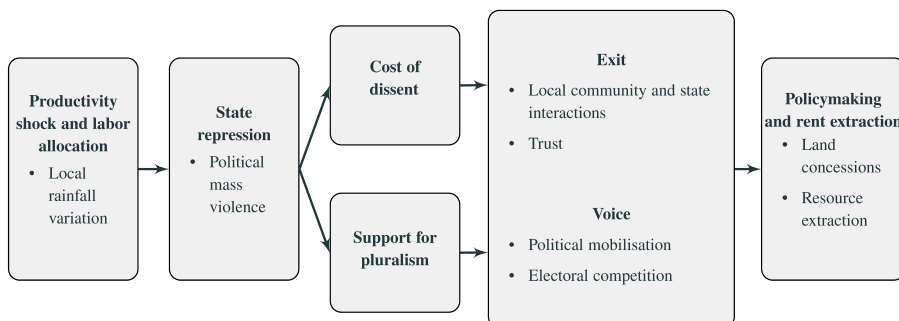 Productivity
shock and labor
allocation
• Local
rainfall
variation
State
repression
• Political
mass
violence
Cost of
dissent
Support for
pluralism
Exit
• Local community and state
interactions
• Trust
Voice
• Political mobilisation
• Electoral competition
Policymaking
and rent extraction
• Land
concessions
• Resource
extraction